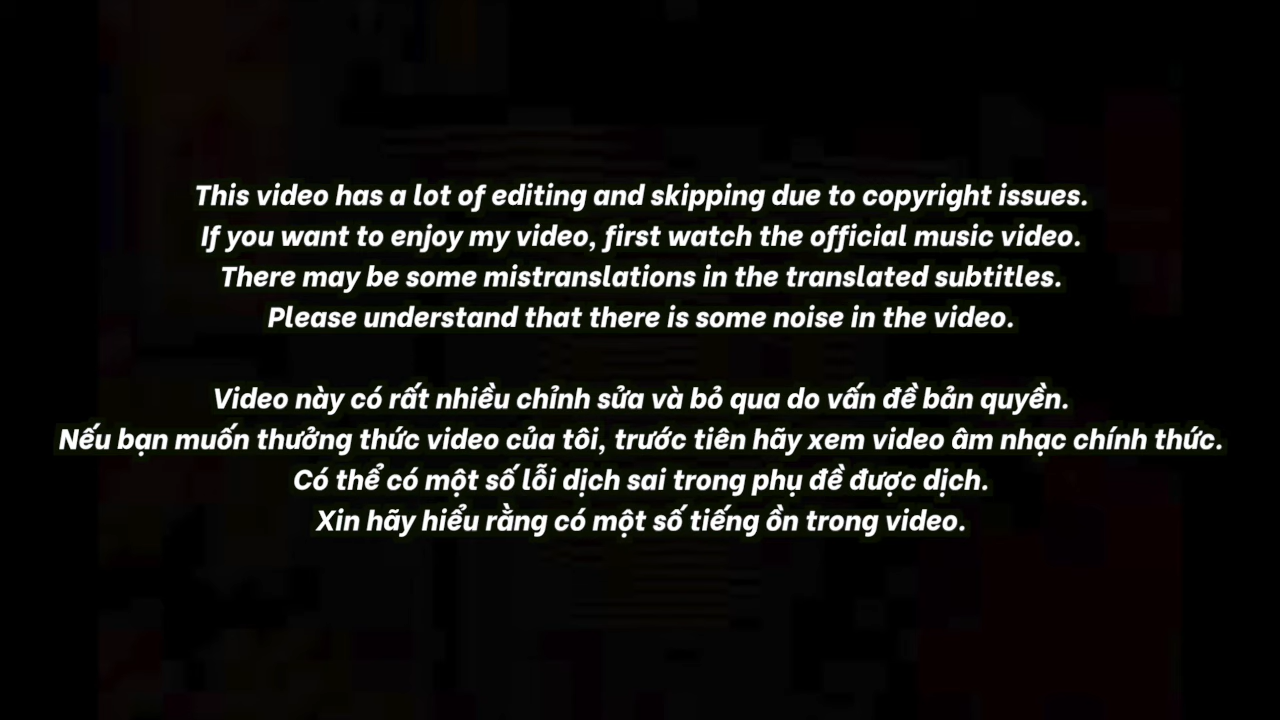 This video has a lot of editing and skipping due to copyright issues.
If you want to enjoy my video, first watch the official music video.
There may be some mistranslations in the translated subtitles.
Please understand that there is some noise in the video.
Video này có rất nhiều chỉnh sửa và bỏ qua do vấn đề bản quyền.
Nếu bạn muốn thưởng thức video của tôi, trước tiên hãy xem video âm nhạc chính thức.
Có thể có một số lỗi dịch sai trong phụ đề được dịch.
Xin hãy hiểu rằng có một số tiếng ồn trong video.